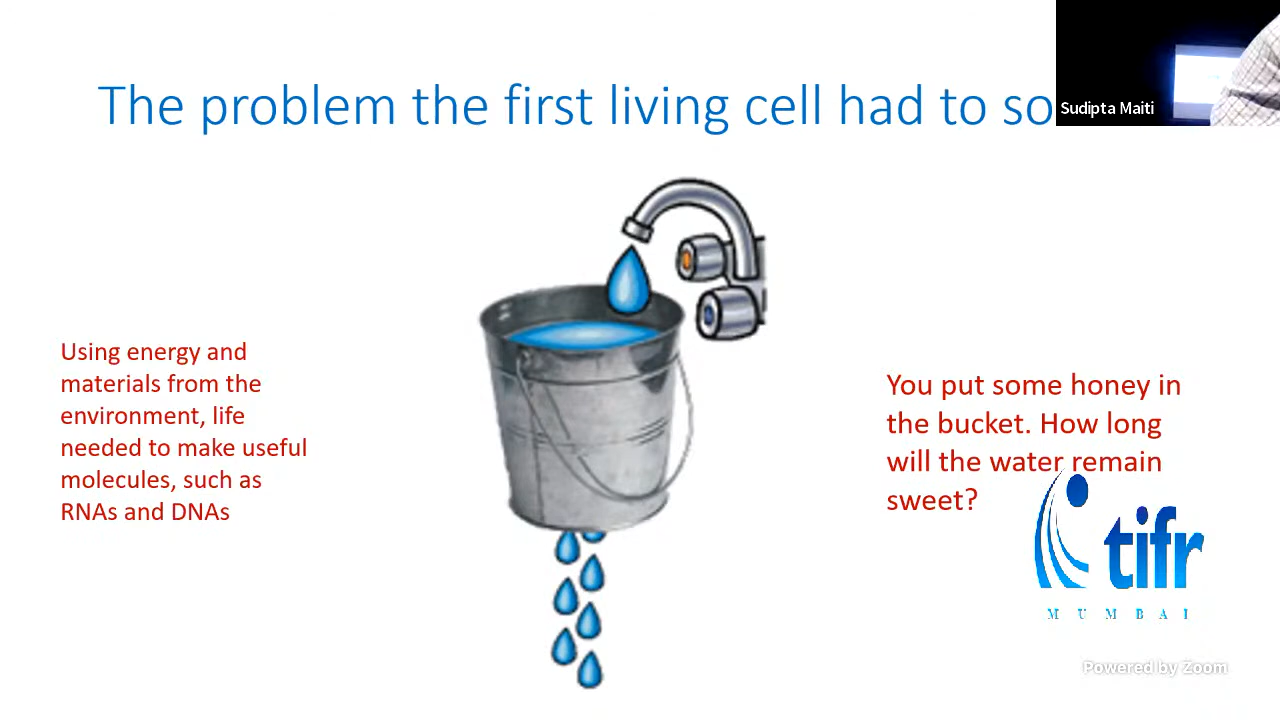 The problem the first living cell had to so
Sudipta Maiti
Using energy and
materials from the
environment, life
needed to make useful
molecules, such as
RNAs and DNAs
You put some honey in
the bucket. How long
will the water remain
sweet?
tifr
MUMBAI
Powered by Zoom